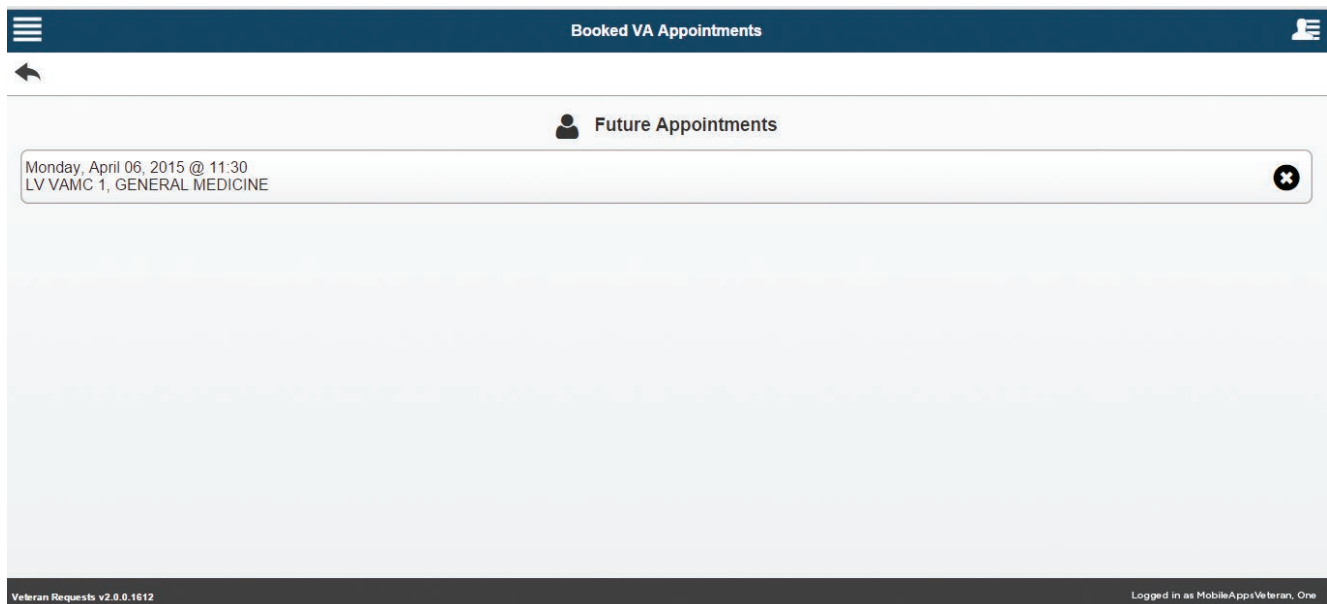 Booked VA Appointments
Future Appointments
Monday, April 06, 2015 @ 11:30
LV VAMC 1, GENERAL MEDICINE
Veteran Requests v2.0.0.1612
Logged in as MobileAppsVeteran, One